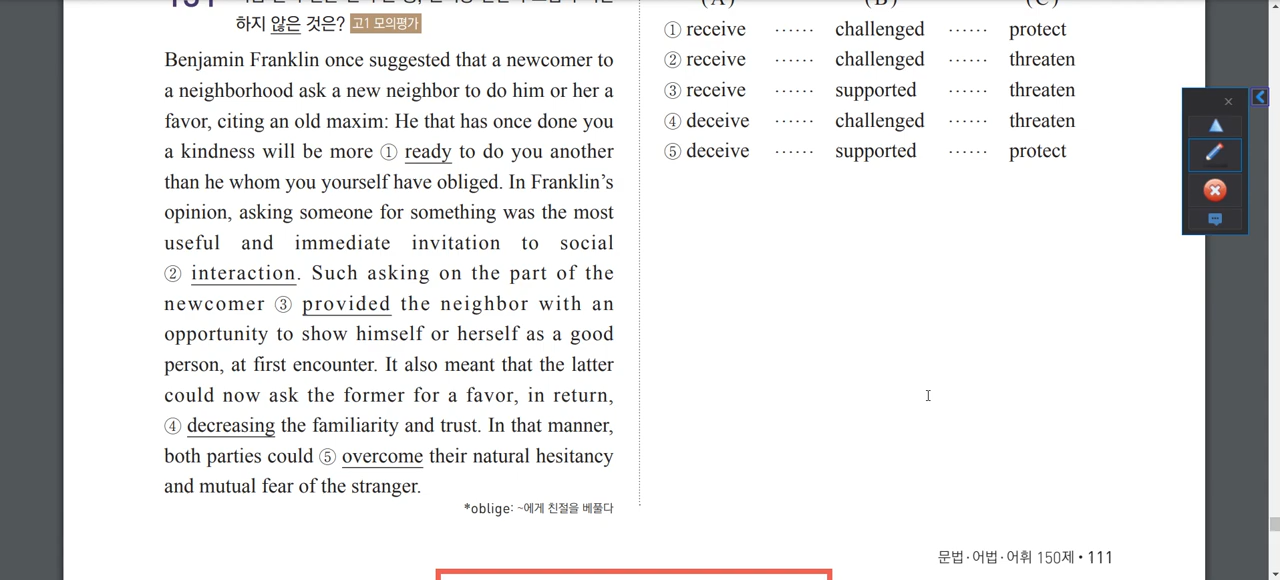 하지 않은 것은? 고1 모의평가
Benjamin Franklin once suggested that a newcomer to
a neighborhood ask a new neighbor to do him or her a
favor, citing an old maxim: He that has once done you
a kindness will be more ① ready to do you another
than he whom you yourself have obliged. In Franklin's
opinion, asking someone for something was the most
useful and immediate invitation to social
② interaction. Such asking on the part of the
newcomer ③ provided the neighbor with an
opportunity to show himself or herself as a good
person, at first encounter. It also meant that the latter
could now ask the former for a favor, in return,
④ decreasing the familiarity and trust. In that manner,
both parties could ⑤ overcome their natural hesitancy
and mutual fear of the stranger.
*oblige: ~에게 친절을 베풀다
(A) (B) (C)
① receive ...... challenged ...... protect
② receive ...... challenged ...... threaten
③ receive ...... supported ...... threaten
④ deceive ...... challenged ...... threaten
⑤ deceive ...... supported ...... protect
문법·어법·어휘 150제 • 111